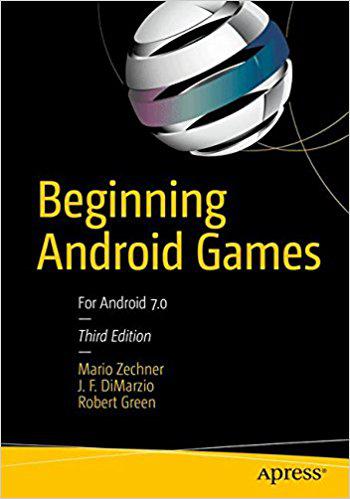 Beginning
Android Games
For Android 7.0
Third Edition
Mario Zechner
J. F. DiMarzio
Robert Green
Apress®